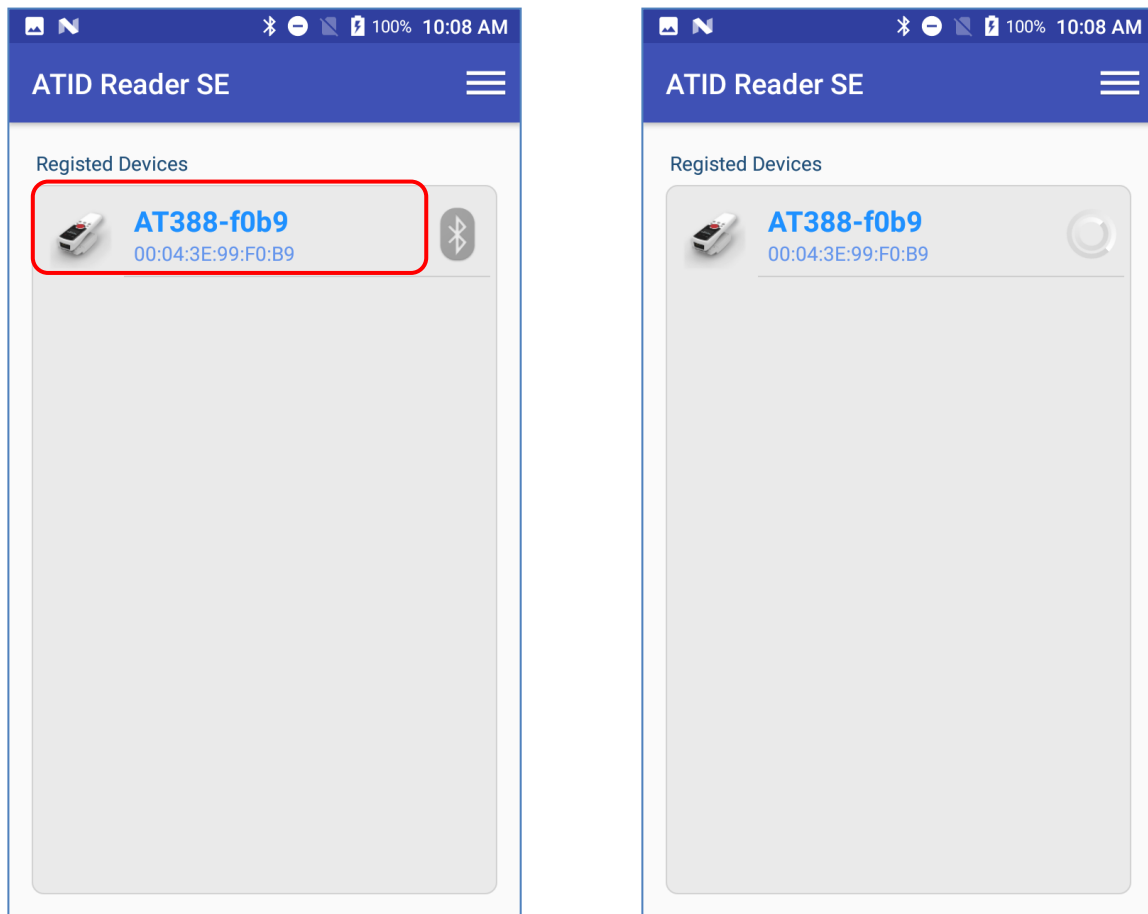 100% 10:08 AM
ATID Reader SE
Registed Devices
AT388-f0b9
00:04:3E:99:F0:B9
100% 10:08 AM
ATID Reader SE
Registed Devices
AT388-f0b9
00:04:3E:99:F0:B9